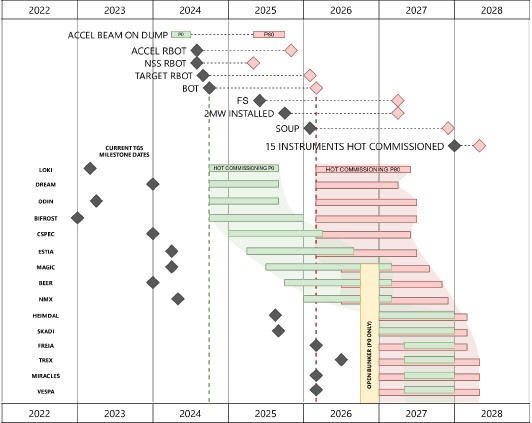 2022 2023 2024 2025 2026 2027 2028
ACCEL BEAM ON DUMP P0 P80
ACCEL RBOT
NSS RBOT
TARGET RBOT
BOT
FS
2MW INSTALLED
SOUP
15 INSTRUMENTS HOT COMMISSIONED
CURRENT TG5
MILESTONE DATES
LOKI HOT COMMISSIONING P0 HOT COMMISSIONING P80
DREAM
ODIN
BIFROST
CSPEC
ESTIA
MAGIC
BEER
NMX
HEIMDAL
SKADI
FREIA
TREX
MIRACLES
VESPA
OPEN BUNKER (P0 ONLY)
2022 2023 2024 2025 2026 2027 2028